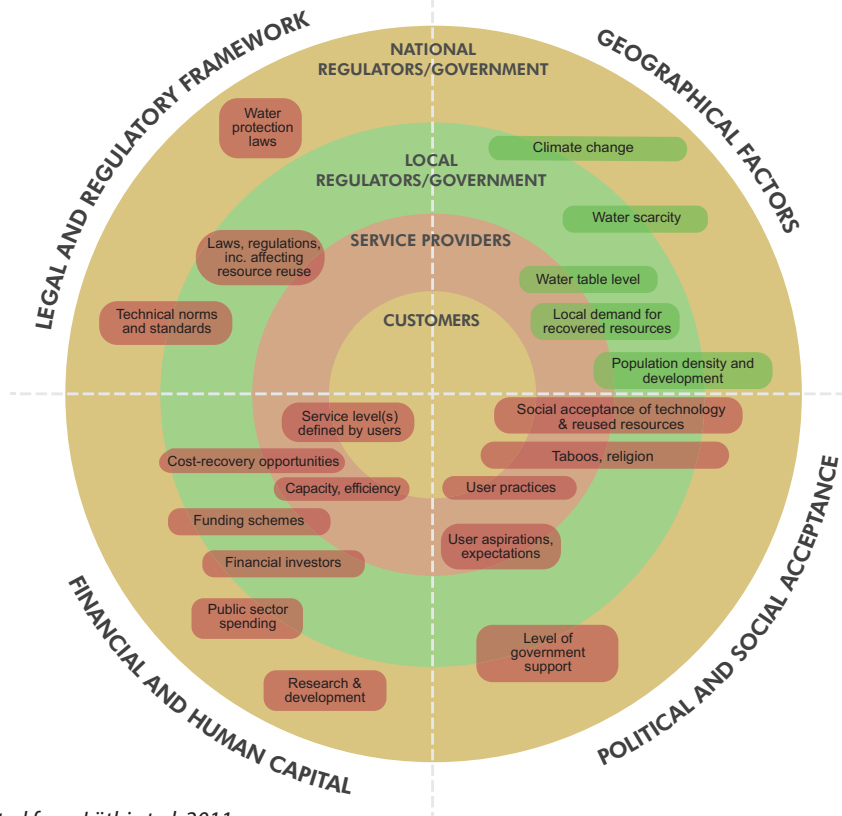 LEGAL AND REGULATORY FRAMEWORK
GEOGRAPHICAL FACTORS
NATIONAL
REGULATORS/GOVERNMENT
Water
protection
laws
Climate change
LOCAL
REGULATORS/GOVERNMENT
Water scarcity
SERVICE PROVIDERS
Laws, regulations,
inc. affecting
resource reuse
Water table level
Technical norms
and standards
Local demand for
recovered resources
CUSTOMERS
Population density and
development
Service level(s)
defined by users
Social acceptance of technology
& reused resources
Cost-recovery opportunities
Taboos, religion
Capacity, efficiency
User practices
Funding schemes
User aspirations,
expectations
Financial investors
Public sector
spending
Level of
government
support
Research &
development
FINANCIAL AND HUMAN CAPITAL
POLITICAL AND SOCIAL ACCEPTANCE
2011